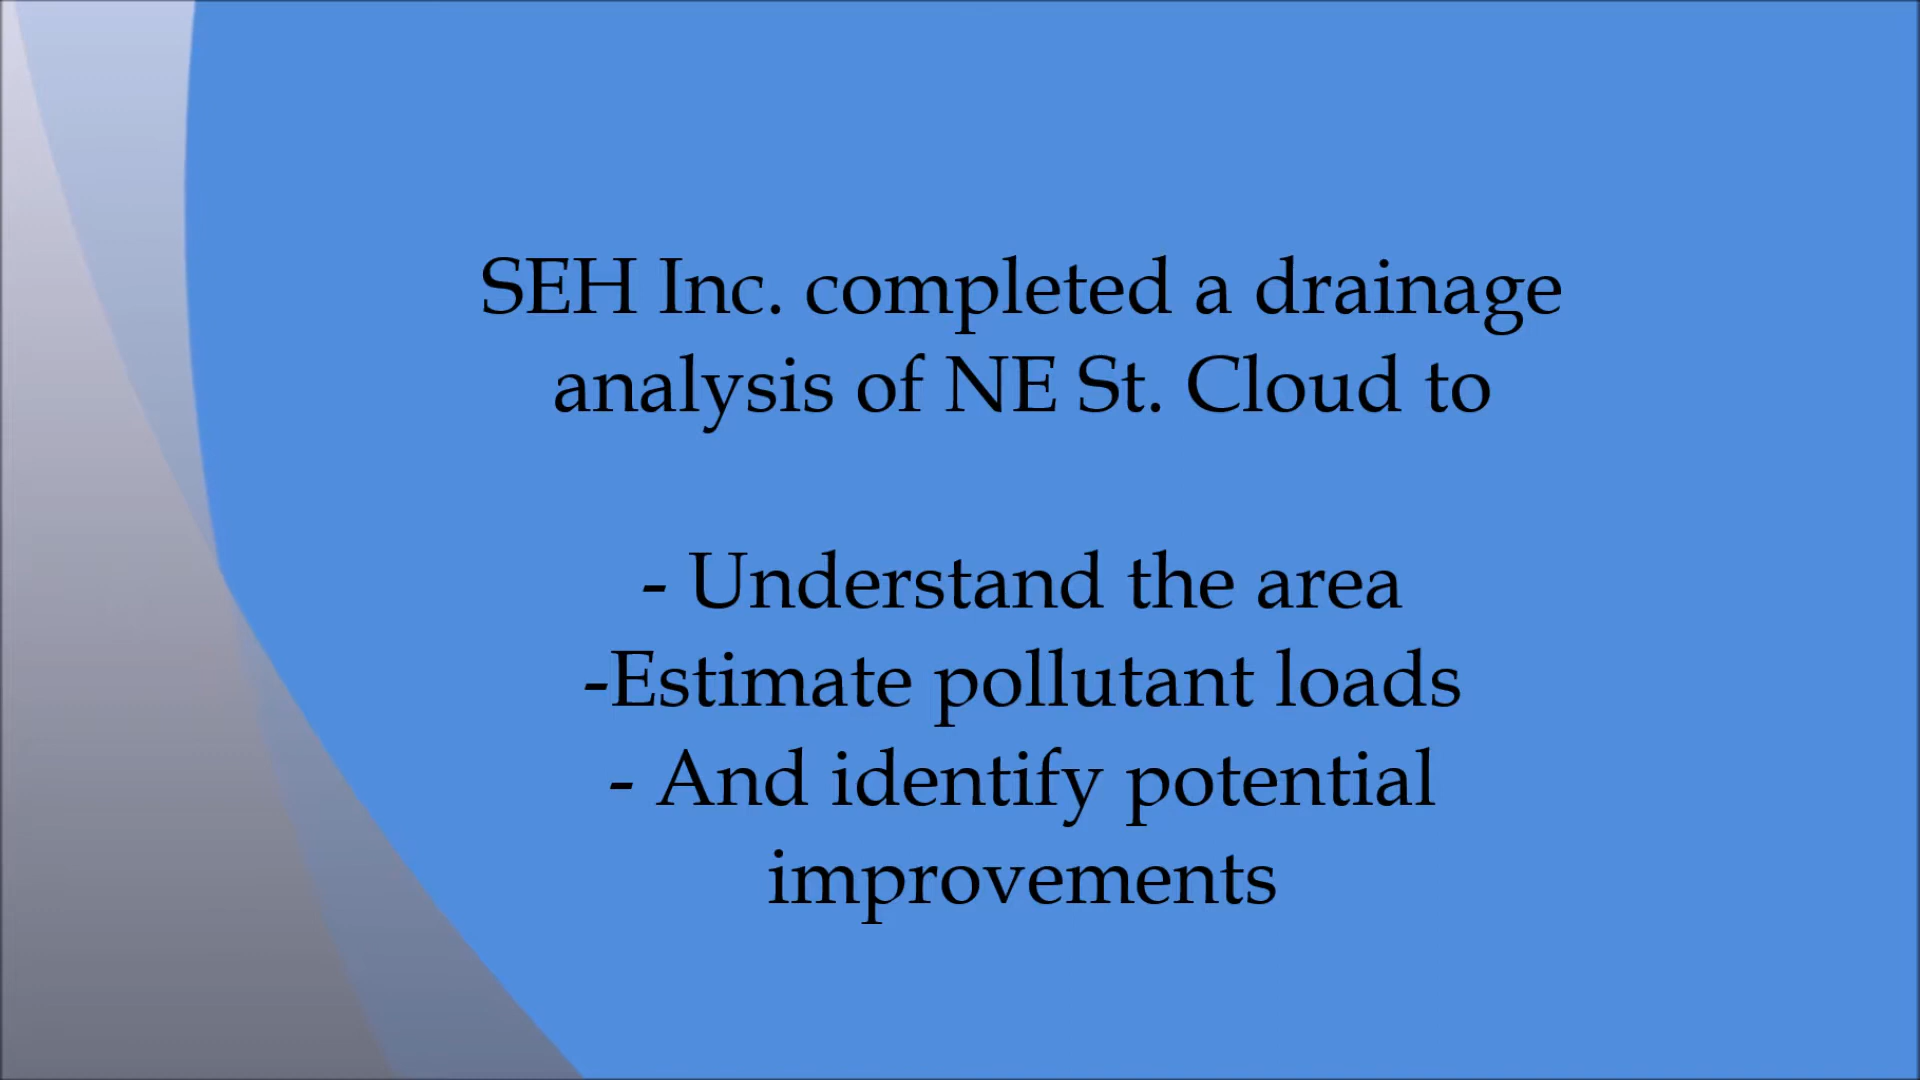 SEH Inc. completed a drainage
analysis of NE St. Cloud to
- Understand the area
-Estimate pollutant loads
- And identify potential
improvements